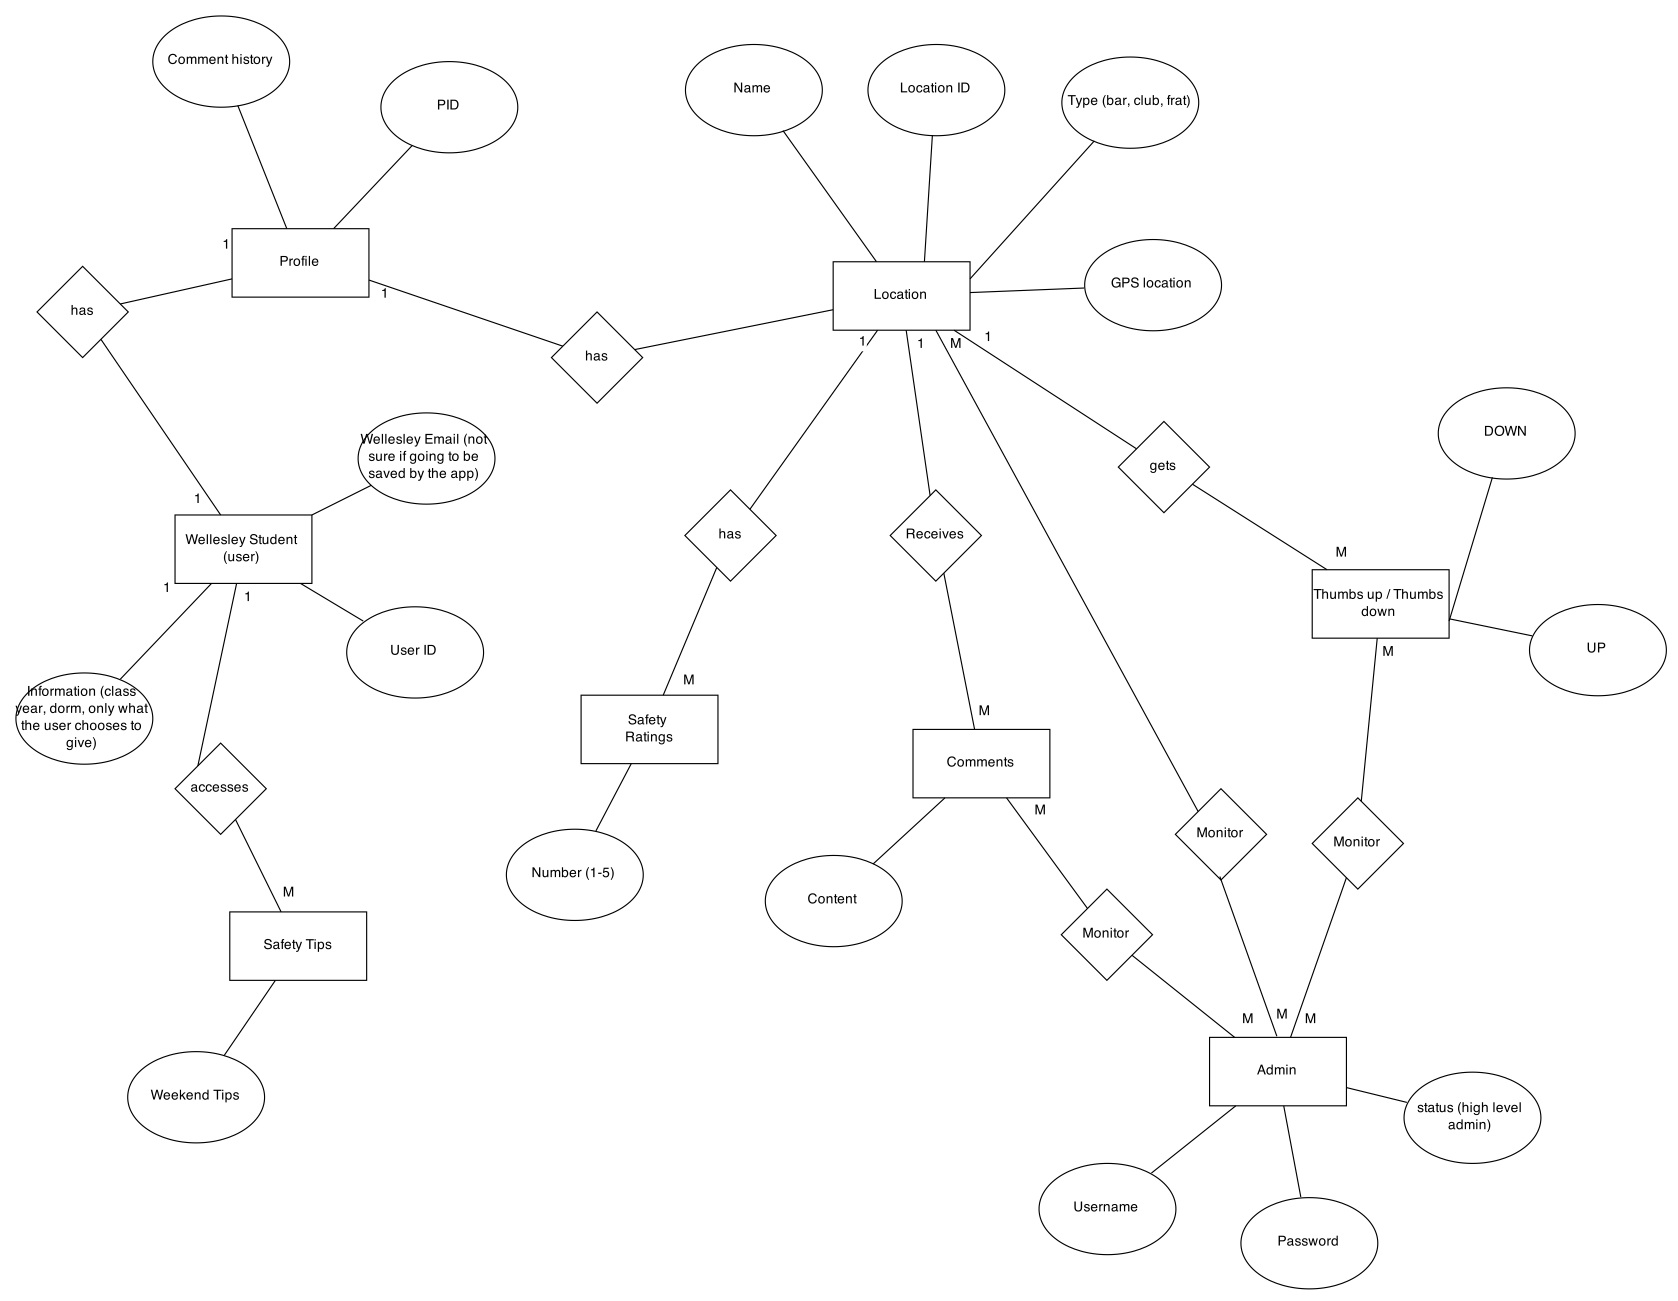 Comment history
PID
Name
Location ID
Type (bar, club, frat)
1
Profile
1
has
has
Location
GPS location
1
1
M
1
Wellesley Email (not
sure if going to be
saved by the app)
1
Wellesley Student
(user)
1
1
User ID
Information (class
year, dorm, only what
the user chooses to
give)
accesses
M
Safety Tips
Weekend Tips
has
M
Safety
Ratings
Number (1-5)
Receives
M
Comments
M
Content
Monitor
M
gets
M
Thumbs up / Thumbs
down
M
DOWN
UP
Monitor
M
Monitor
M
Admin
status (high level
admin)
Username
Password